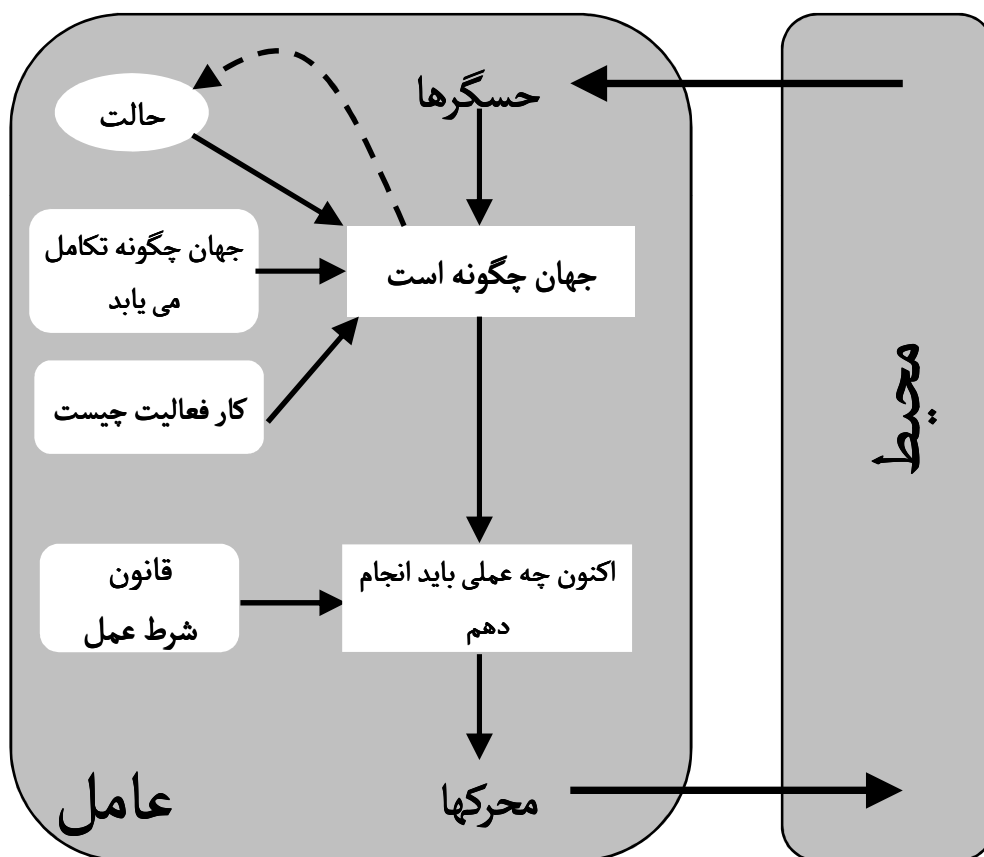 حسگرها
حالت
جهان چگونه تکامل
می یابد
جهان چگونه است
کار فعالیت چیست
محیط
قانون
شرط عمل
اکنون چه عملی باید انجام
دهم
محرکها
عامل